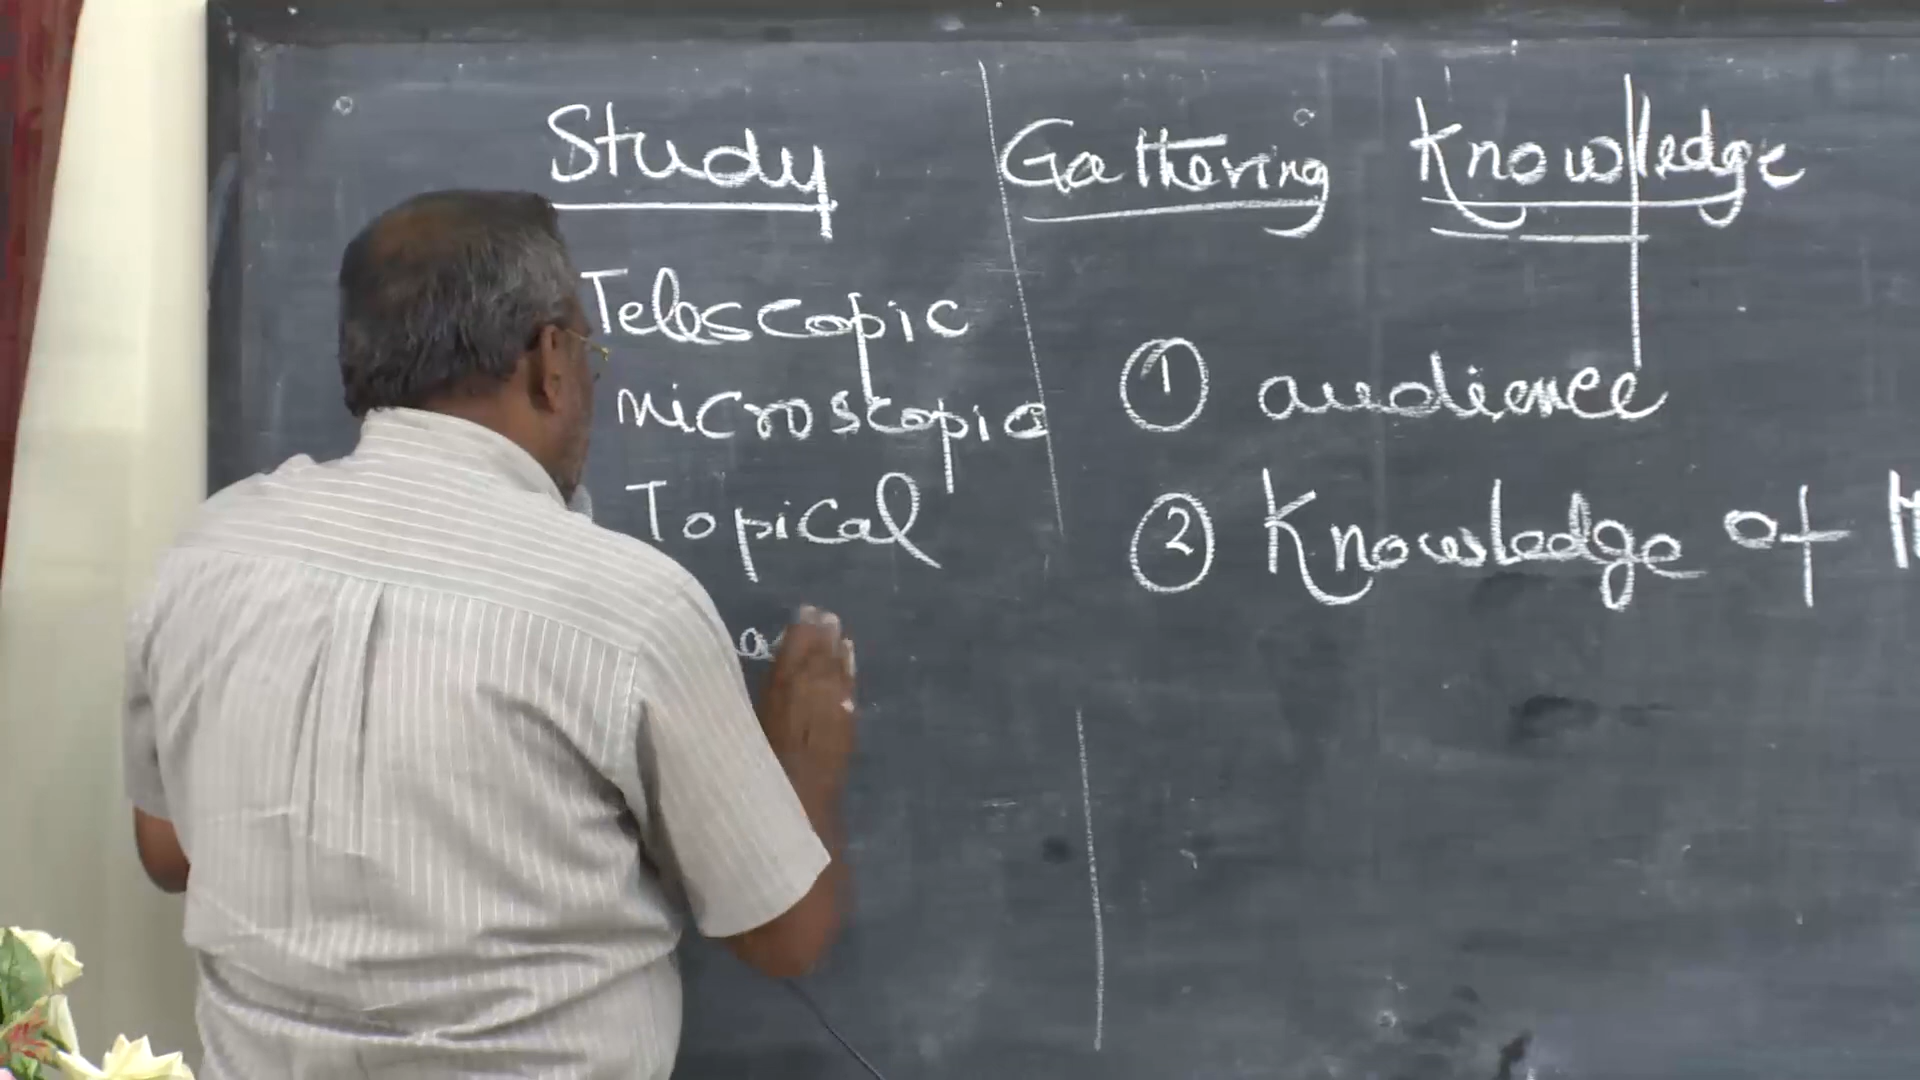 Study
Telescopic
microscopic
Topical
Gathering Knowledge
① audience
② Knowledge of